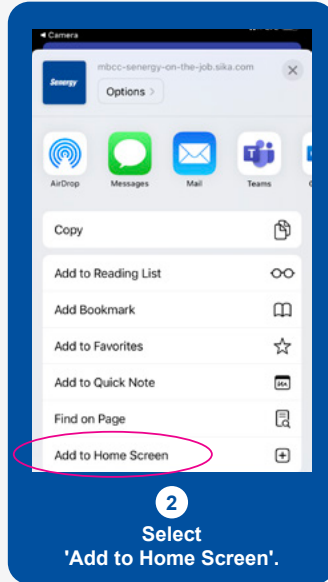 ◀ Camera
mbcc-senergy-on-the-job.sika.com
Senergy
Options >
AirDrop
Messages
Mail
Teams
Copy
Add to Reading List
Add Bookmark
Add to Favorites
Add to Quick Note
Find on Page
Add to Home Screen
2
Select
'Add to Home Screen'.